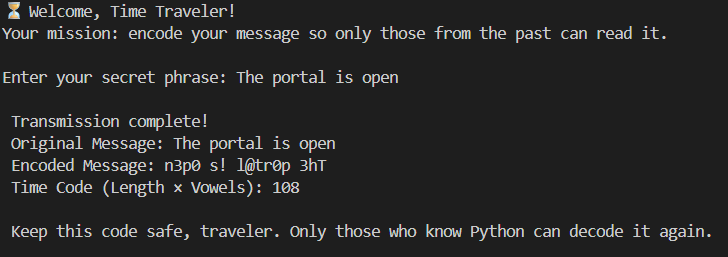 ⏳ Welcome, Time Traveler!
Your mission: encode your message so only those from the past can read it.
Enter your secret phrase: The portal is open
Transmission complete!
Original Message: The portal is open
Encoded Message: n3p0 s! l@tr0p 3hT
Time Code (Length × Vowels): 108
Keep this code safe, traveler. Only those who know Python can decode it again.